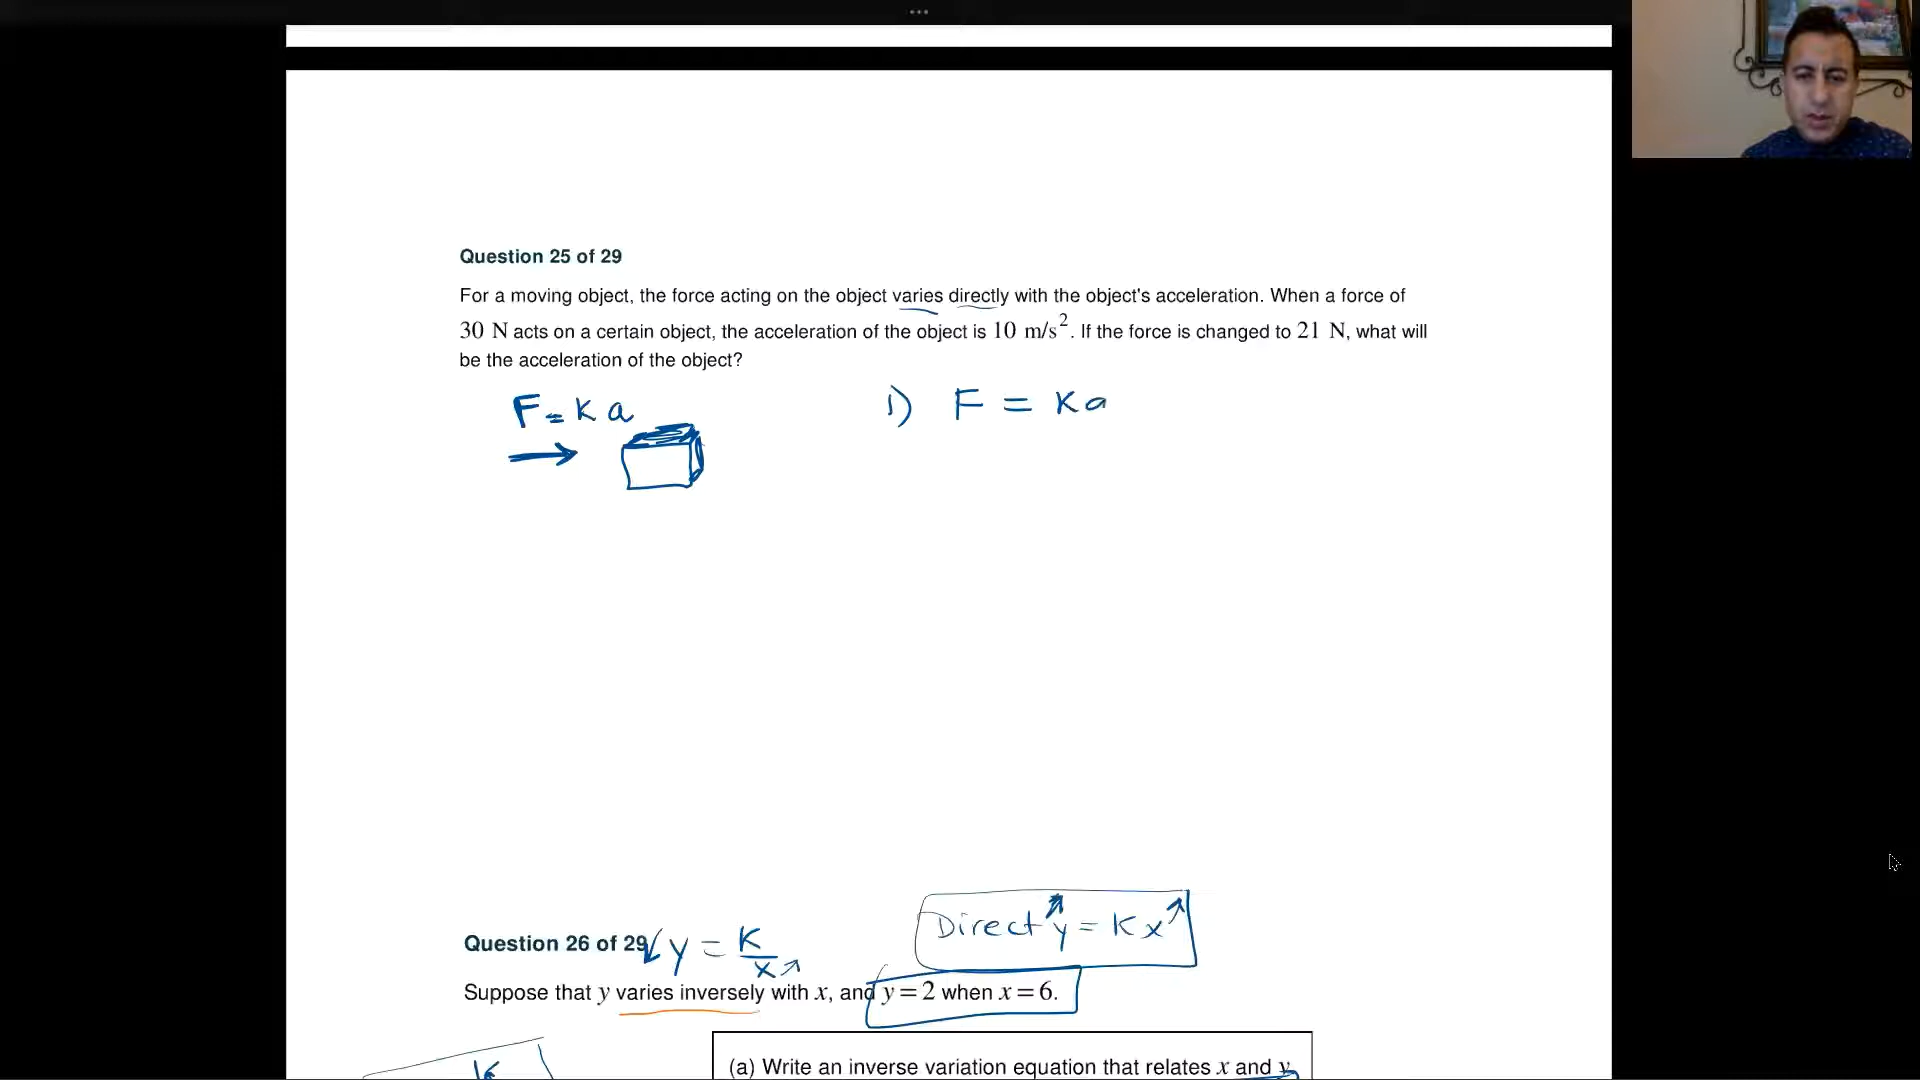 Question 25 of 29
For a moving object, the force acting on the object varies directly with the object's acceleration. When a force of
30 N acts on a certain object, the acceleration of the object is 10 m/s². If the force is changed to 21 N, what will
be the acceleration of the object?
F = K a
1) F = K a
Direct y = K x
Question 26 of 29
y = K/x
Suppose that y varies inversely with x, and y = 2 when x = 6.
K
(a) Write an inverse variation equation that relates x and y